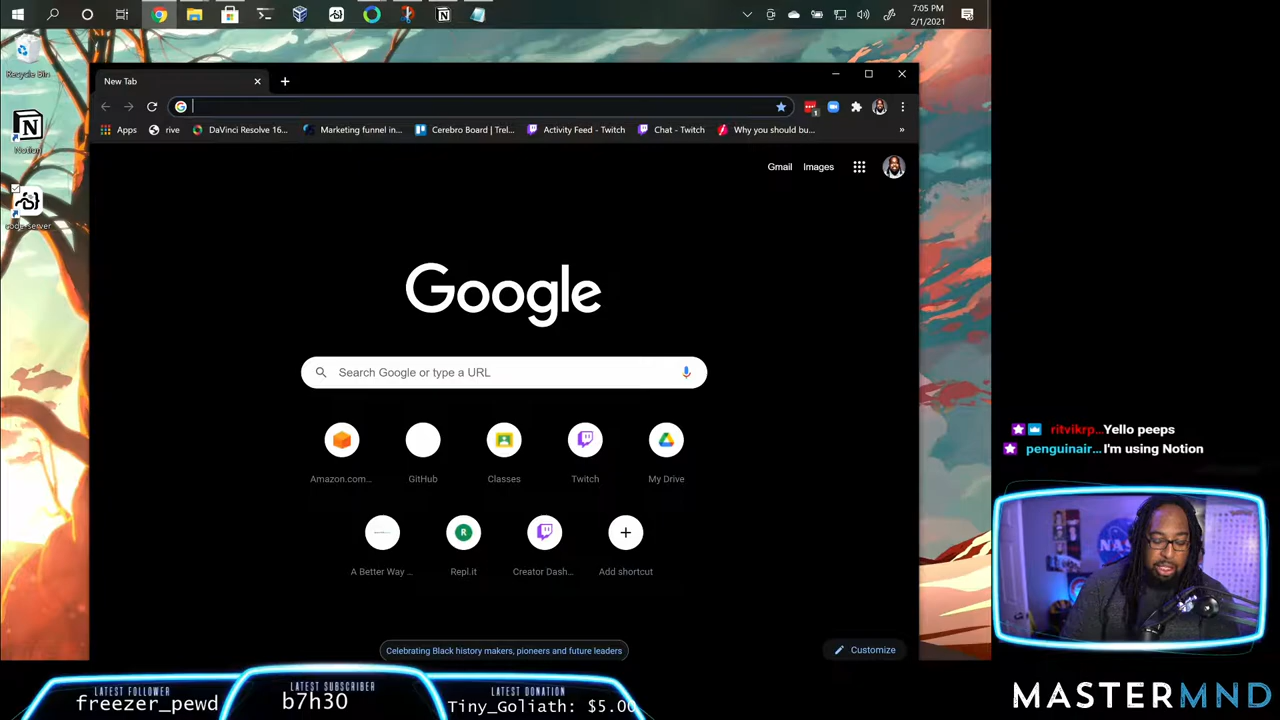 7:05 PM
2/1/2021
Recycle Bin
Notion
code-server
New Tab
Apps
rive
DaVinci Resolve 16...
Marketing funnel in...
Cerebro Board | Trel...
Activity Feed - Twitch
Chat - Twitch
Why you should bu...
»
1
Gmail
Images
Google
Search Google or type a URL
Amazon.com...
GitHub
Classes
Twitch
My Drive
A Better Way ...
R
Repl.it
Creator Dash...
Add shortcut
Celebrating Black history makers, pioneers and future leaders
Customize
ritvikrp... Yello peeps
penguinair... I'm using Notion
NASA
LATEST FOLLOWER
freezer_pewd
LATEST SUBSCRIBER
b7h30
LATEST DONATION
Tiny_Goliath: $5.00
MASTERMND